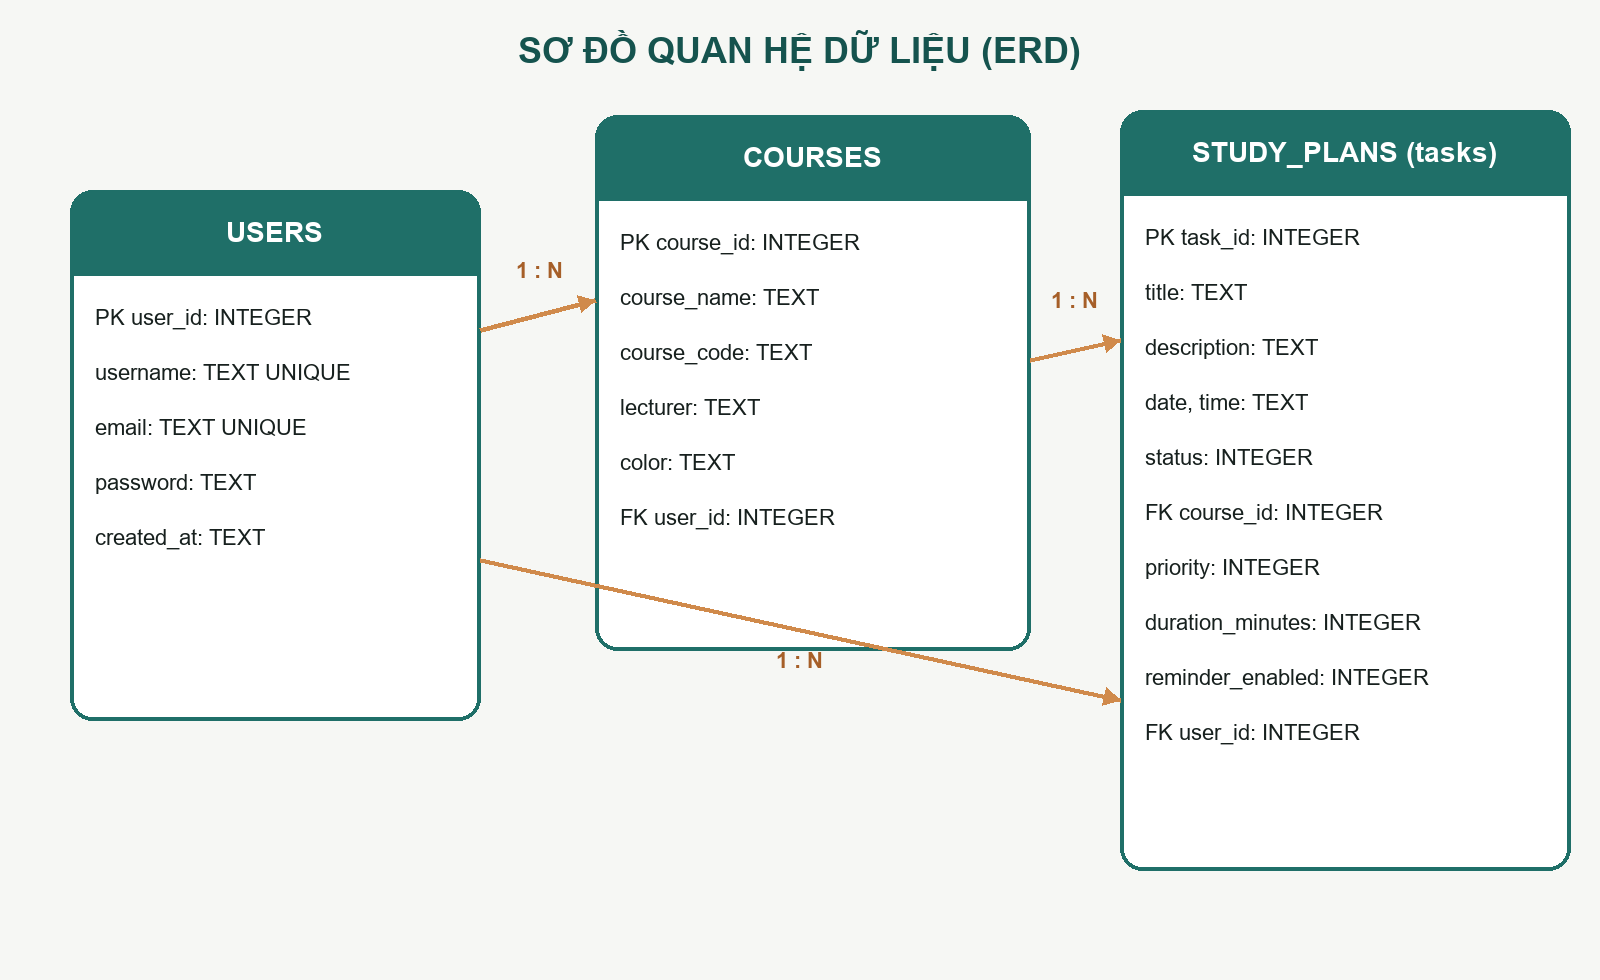 SƠ ĐỒ QUAN HỆ DỮ LIỆU (ERD)
USERS
PK user_id: INTEGER
username: TEXT UNIQUE
email: TEXT UNIQUE
password: TEXT
created_at: TEXT
1 : N
COURSES
PK course_id: INTEGER
course_name: TEXT
course_code: TEXT
lecturer: TEXT
color: TEXT
FK user_id: INTEGER
1 : N
1 : N
STUDY_PLANS (tasks)
PK task_id: INTEGER
title: TEXT
description: TEXT
date, time: TEXT
status: INTEGER
FK course_id: INTEGER
priority: INTEGER
duration_minutes: INTEGER
reminder_enabled: INTEGER
FK user_id: INTEGER